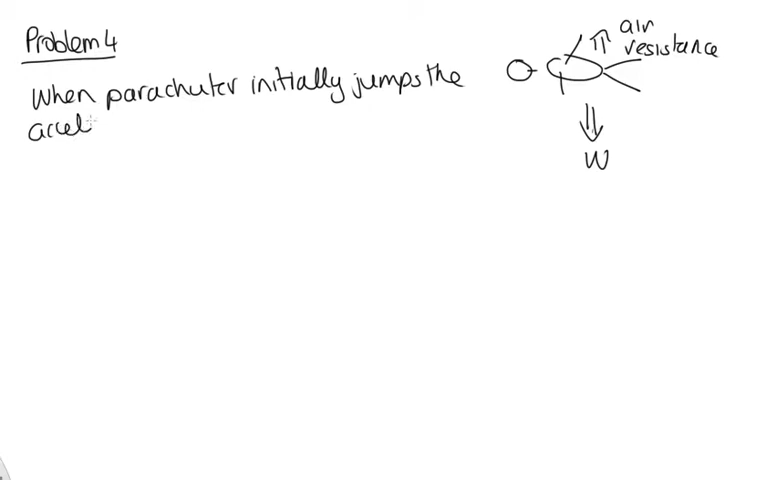 Problem 4
air
resistance
When parachuter initially jumps the
accel
W